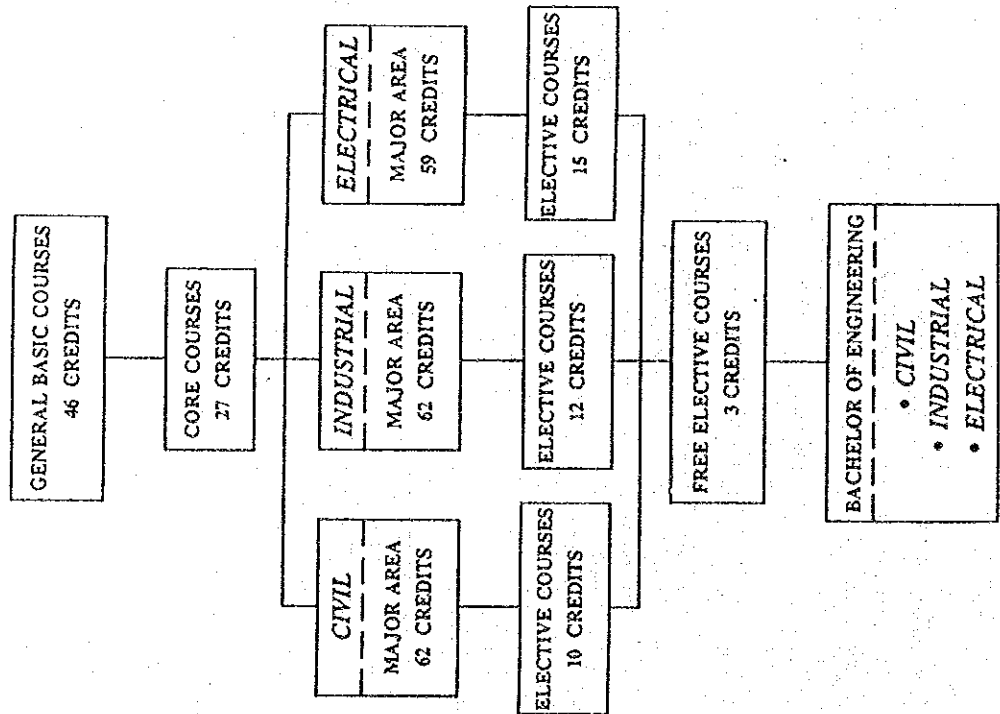 GENERAL BASIC COURSES
46 CREDITS
CORE COURSES
27 CREDITS
CIVIL
MAJOR AREA
62 CREDITS
INDUSTRIAL
MAJOR AREA
62 CREDITS
ELECTRICAL
MAJOR AREA
59 CREDITS
ELECTIVE COURSES
10 CREDITS
ELECTIVE COURSES
12 CREDITS
ELECTIVE COURSES
15 CREDITS
FREE ELECTIVE COURSES
3 CREDITS
BACHELOR OF ENGINEERING
• CIVIL
• INDUSTRIAL
• ELECTRICAL